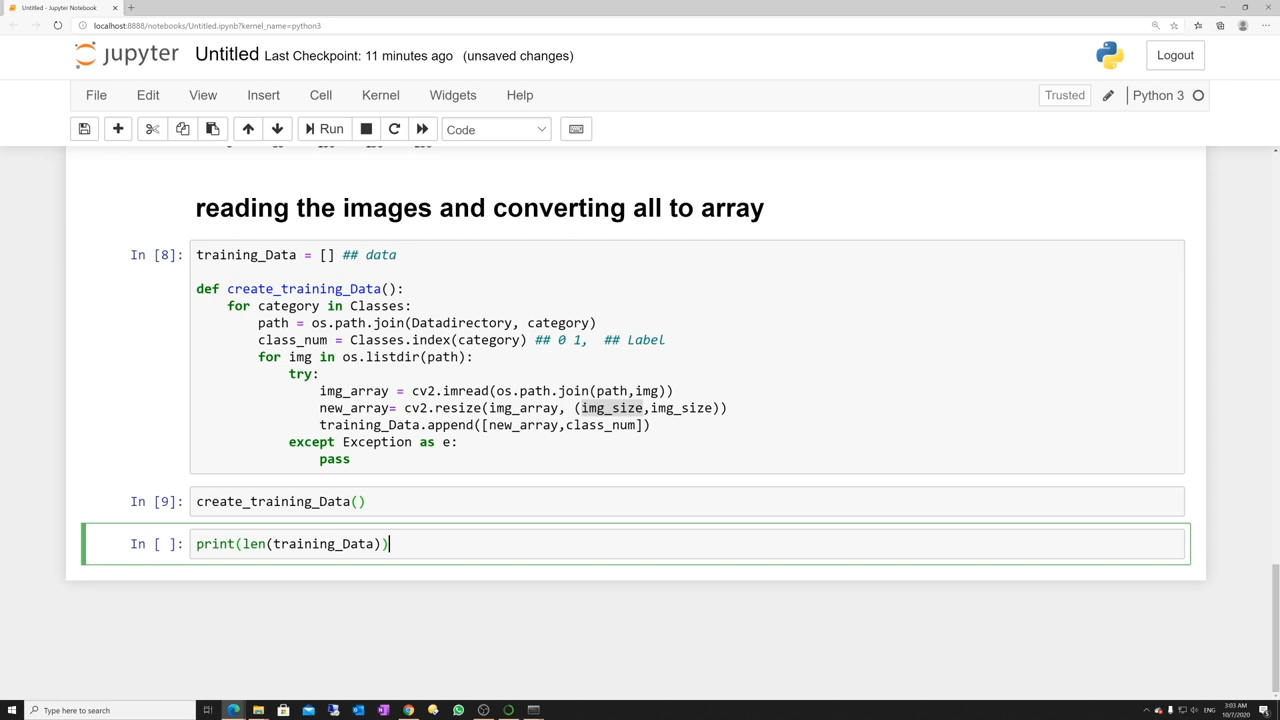 Untitled - Jupyter Notebook
localhost:8888/notebooks/Untitled.ipynb?kernel_name=python3
jupyter Untitled Last Checkpoint: 11 minutes ago (unsaved changes)
Logout
File Edit View Insert Cell Kernel Widgets Help
Trusted Python 3
Run Code
reading the images and converting all to array
In [8]: training_Data = [] ## data
def create_training_Data():
for category in Classes:
path = os.path.join(Datadirectory, category)
class_num = Classes.index(category) ## 0 1, ## Label
for img in os.listdir(path):
try:
img_array = cv2.imread(os.path.join(path,img))
new_array= cv2.resize(img_array, (img_size,img_size))
training_Data.append([new_array,class_num])
except Exception as e:
pass
In [9]: create_training_Data()
In [ ]: print(len(training_Data))
Type here to search
ENG
3:03 AM
10/7/2020